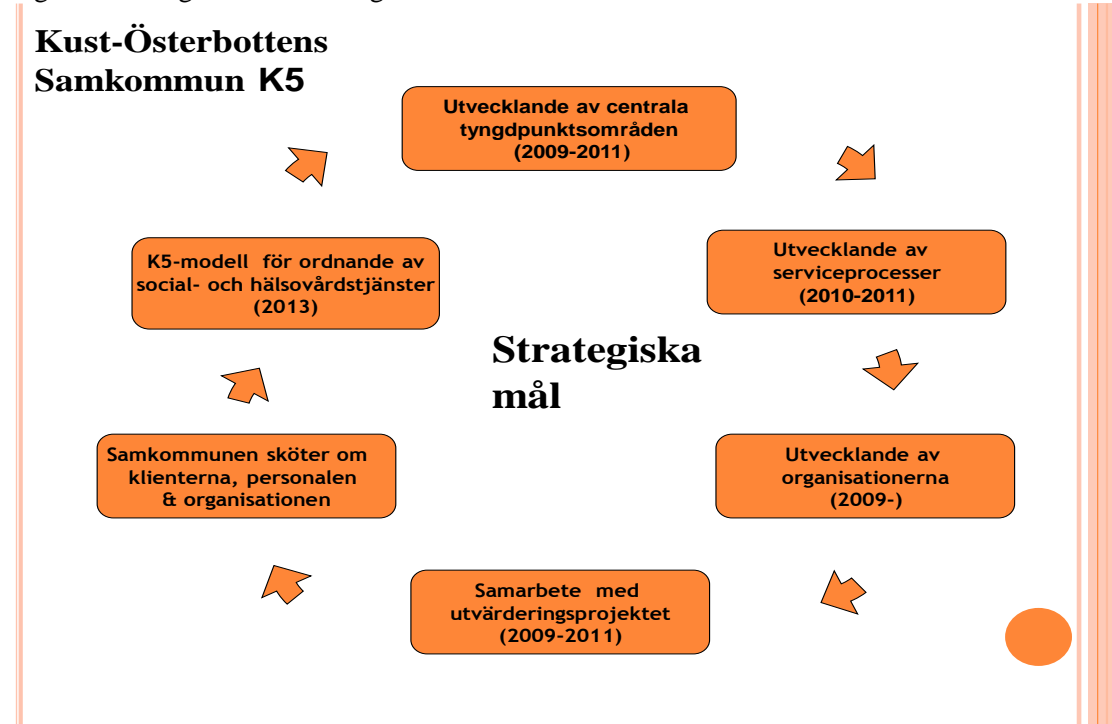 Kust-Österbottens
Samkommun K5
Utvecklande av centrala
tyngdpunktsområden
(2009-2011)
Utvecklande av
serviceprocesser
(2010-2011)
Utvecklande av
organisationerna
(2009-)
Samarbete med
utvärderingsprojektet
(2009-2011)
Samkommunen sköter om
klienterna, personalen
& organisationen
K5-modell för ordnande av
social- och hälsovårdstjänster
(2013)
Strategiska
mål